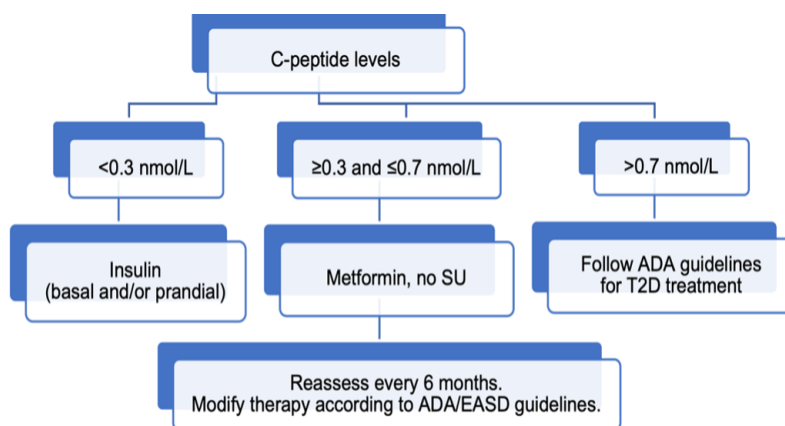 C-peptide levels
<0.3 nmol/L
≥0.3 and ≤0.7 nmol/L
>0.7 nmol/L
Insulin
(basal and/or prandial)
Metformin, no SU
Follow ADA guidelines
for T2D treatment
Reassess every 6 months.
Modify therapy according to ADA/EASD guidelines.